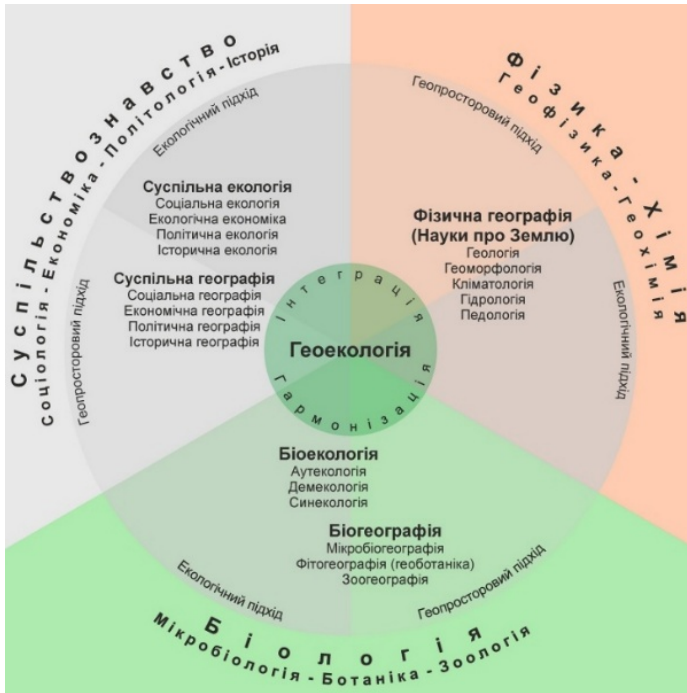 Суспільствознавство
Соціологія-Економіка-Політологія-Історія
Фізика-Хімія
Геофізика-Геохімія
Екологічний підхід
Геопросторовий підхід
Суспільна екологія
Соціальна екологія
Екологічна економіка
Політична екологія
Історична екологія
Фізична географія
(Науки про Землю)
Геологія
Геоморфологія
Кліматологія
Гідрологія
Педологія
Суспільна географія
Соціальна географія
Економічна географія
Політична географія
Історична географія
Геопросторовий підхід
Екологічний підхід
Інтеграція
Геоекологія
Гармонізація
Біоекологія
Аутекологія
Демекологія
Синекологія
Біогеографія
Мікробіогеографія
Фітогеографія (геоботаніка)
Зоогеографія
Екологічний підхід
Геопросторовий підхід
Біологія
Мікробіологія-Ботаніка-Зоологія